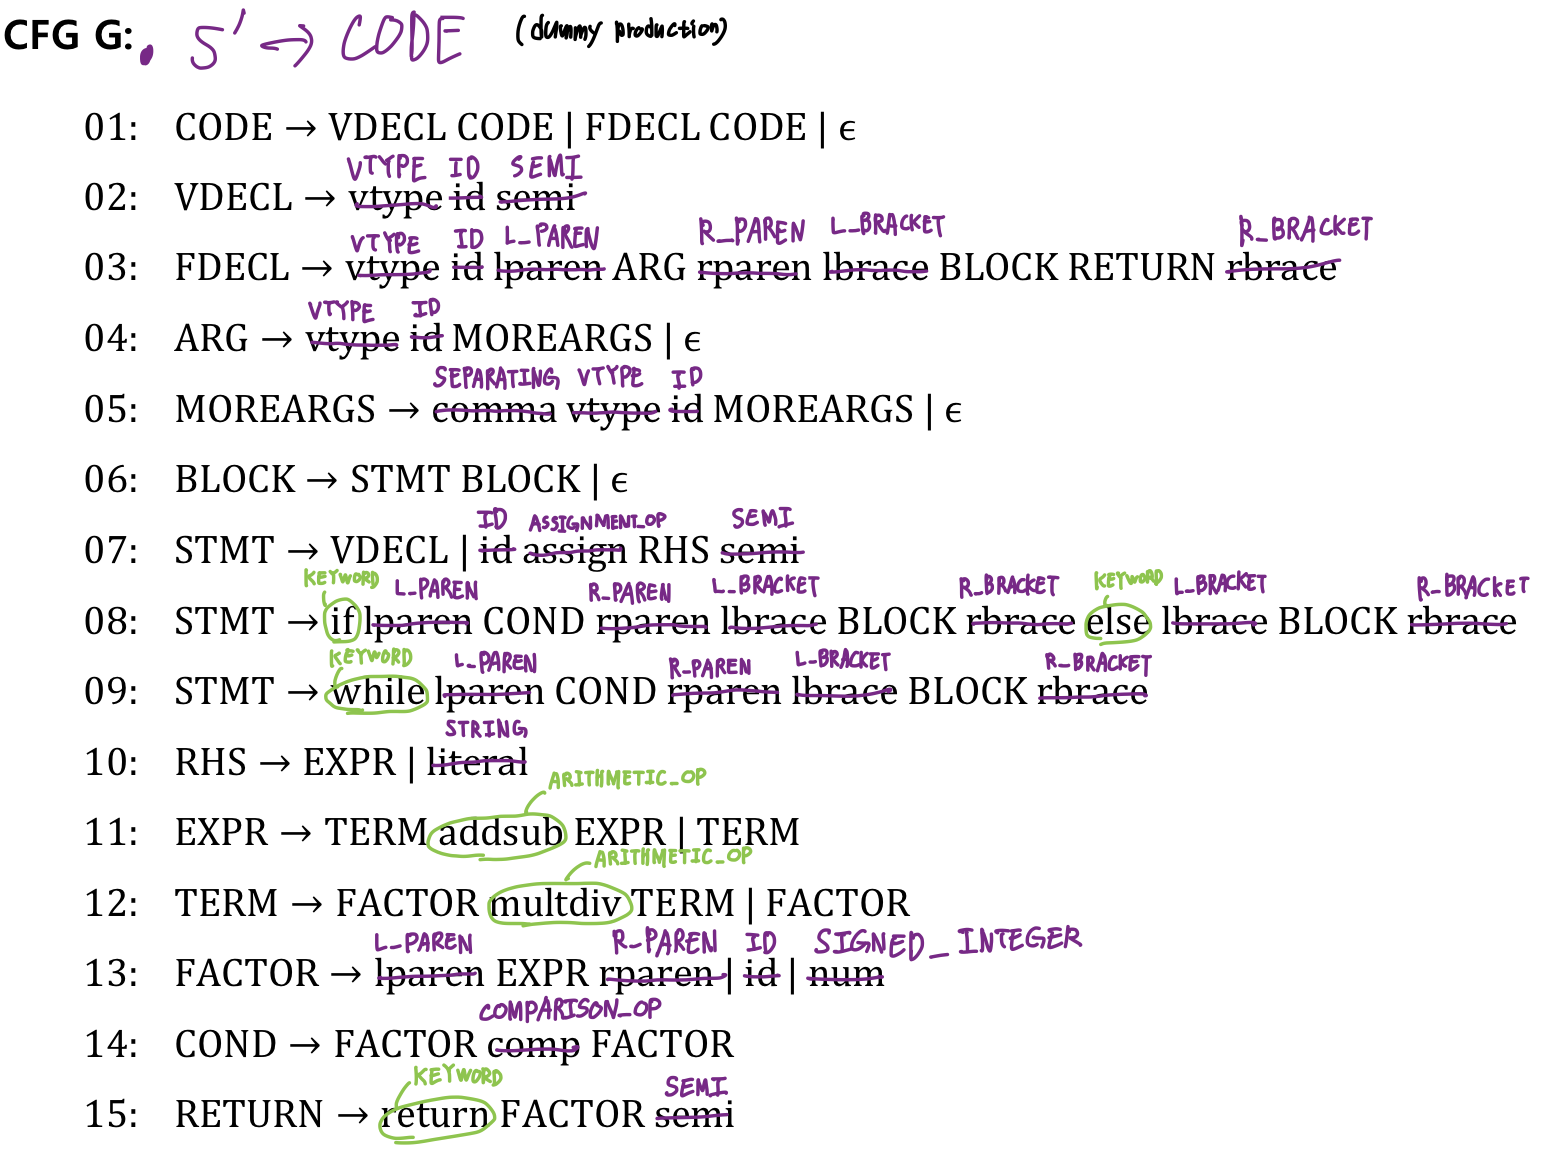 CFG G: . S' → CODE (dummy production)
01: CODE → VDECL CODE | FDECL CODE | ϵ
VTYPE ID SEMI
02: VDECL → vtype id semi
VTYPE ID L_PAREN R_PAREN L_BRACKET R_BRACKET
03: FDECL → vtype id lparen ARG rparen lbrace BLOCK RETURN rbrace
VTYPE ID
04: ARG → vtype id MOREARGS | ϵ
SEPARATING VTYPE ID
05: MOREARGS → comma vtype id MOREARGS | ϵ
06: BLOCK → STMT BLOCK | ϵ
ID ASSIGNMENT_OP SEMI
07: STMT → VDECL | id assign RHS semi
KEYWORD L_PAREN R_PAREN L_BRACKET R_BRACKET KEYWORD L_BRACKET R_BRACKET
08: STMT → if lparen COND rparen lbrace BLOCK rbrace else lbrace BLOCK rbrace
KEYWORD L_PAREN R_PAREN L_BRACKET R_BRACKET
09: STMT → while lparen COND rparen lbrace BLOCK rbrace
STRING
10: RHS → EXPR | literal
ARITHMETIC_OP
11: EXPR → TERM addsub EXPR | TERM
ARITHMETIC_OP
12: TERM → FACTOR multdiv TERM | FACTOR
L_PAREN R_PAREN ID SIGNED_INTEGER
13: FACTOR → lparen EXPR rparen | id | num
COMPARISON_OP
14: COND → FACTOR comp FACTOR
KEYWORD SEMI
15: RETURN → return FACTOR semi